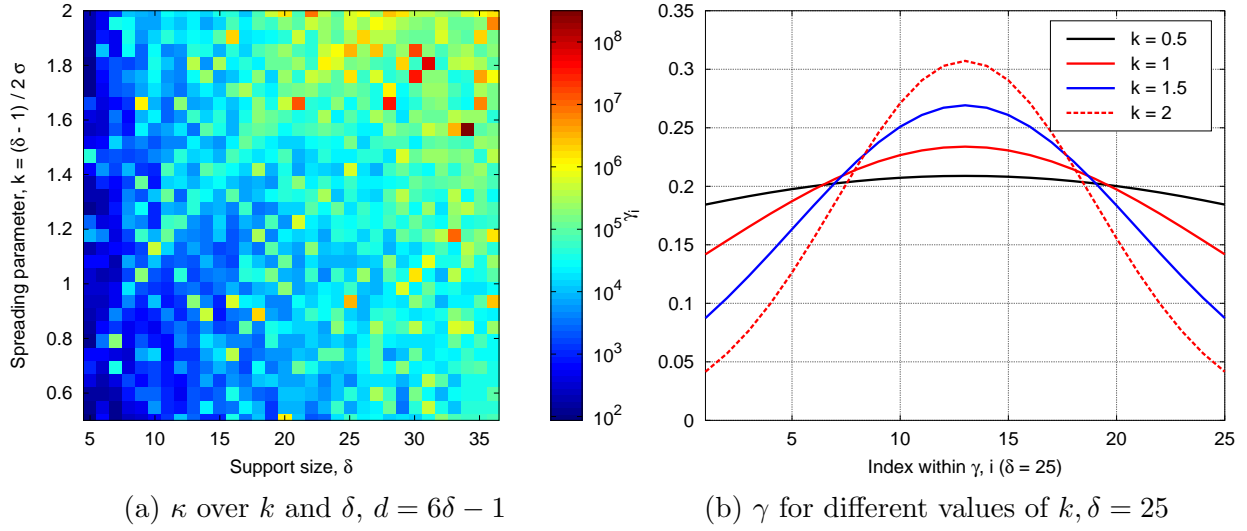 Spreading parameter, k = (δ - 1) / 2 σ
2
1.8
1.6
1.4
1.2
1
0.8
0.6
5 10 15 20 25 30 35
Support size, δ
10^8
10^7
10^6
10^5
10^4
10^3
10^2
γi
0.35
0.3
0.25
0.2
0.15
0.1
0.05
0
5 10 15 20 25
Index within γ, i (δ = 25)
k = 0.5
k = 1
k = 1.5
k = 2
(a) κ over k and δ, d = 6δ − 1
(b) γ for different values of k, δ = 25